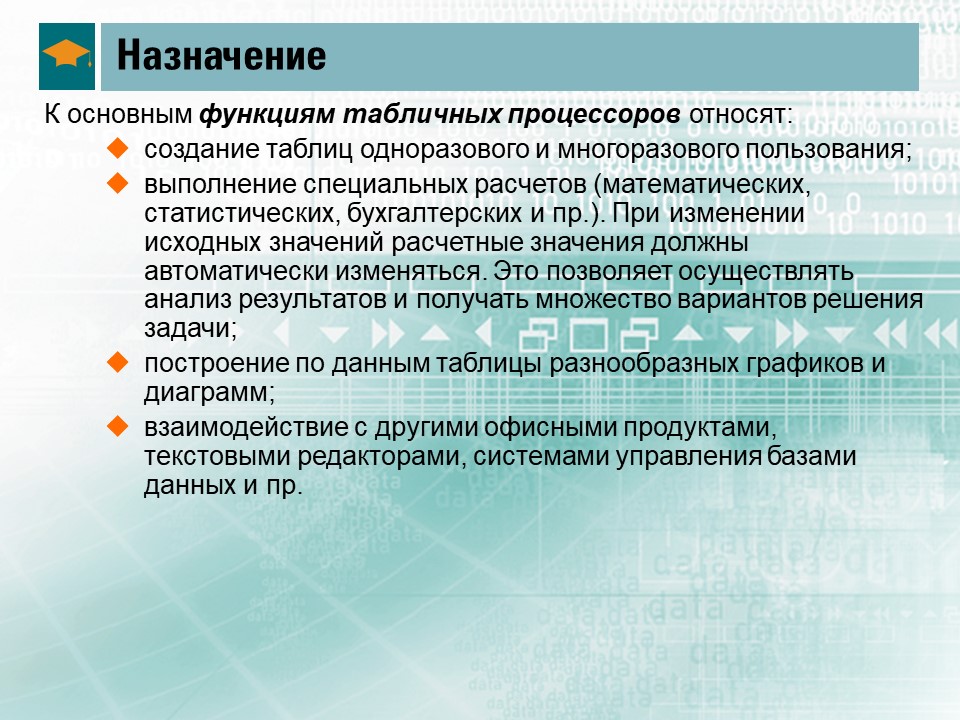 Назначение
К основным функциям табличных процессоров относят:
создание таблиц одноразового и многоразового пользования;
выполнение специальных расчетов (математических,
статистических, бухгалтерских и пр.). При изменении
исходных значений расчетные значения должны
автоматически изменяться. Это позволяет осуществлять
анализ результатов и получать множество вариантов решения
задачи;
построение по данным таблицы разнообразных графиков и
диаграмм;
взаимодействие с другими офисными продуктами,
текстовыми редакторами, системами управления базами
данных и пр.